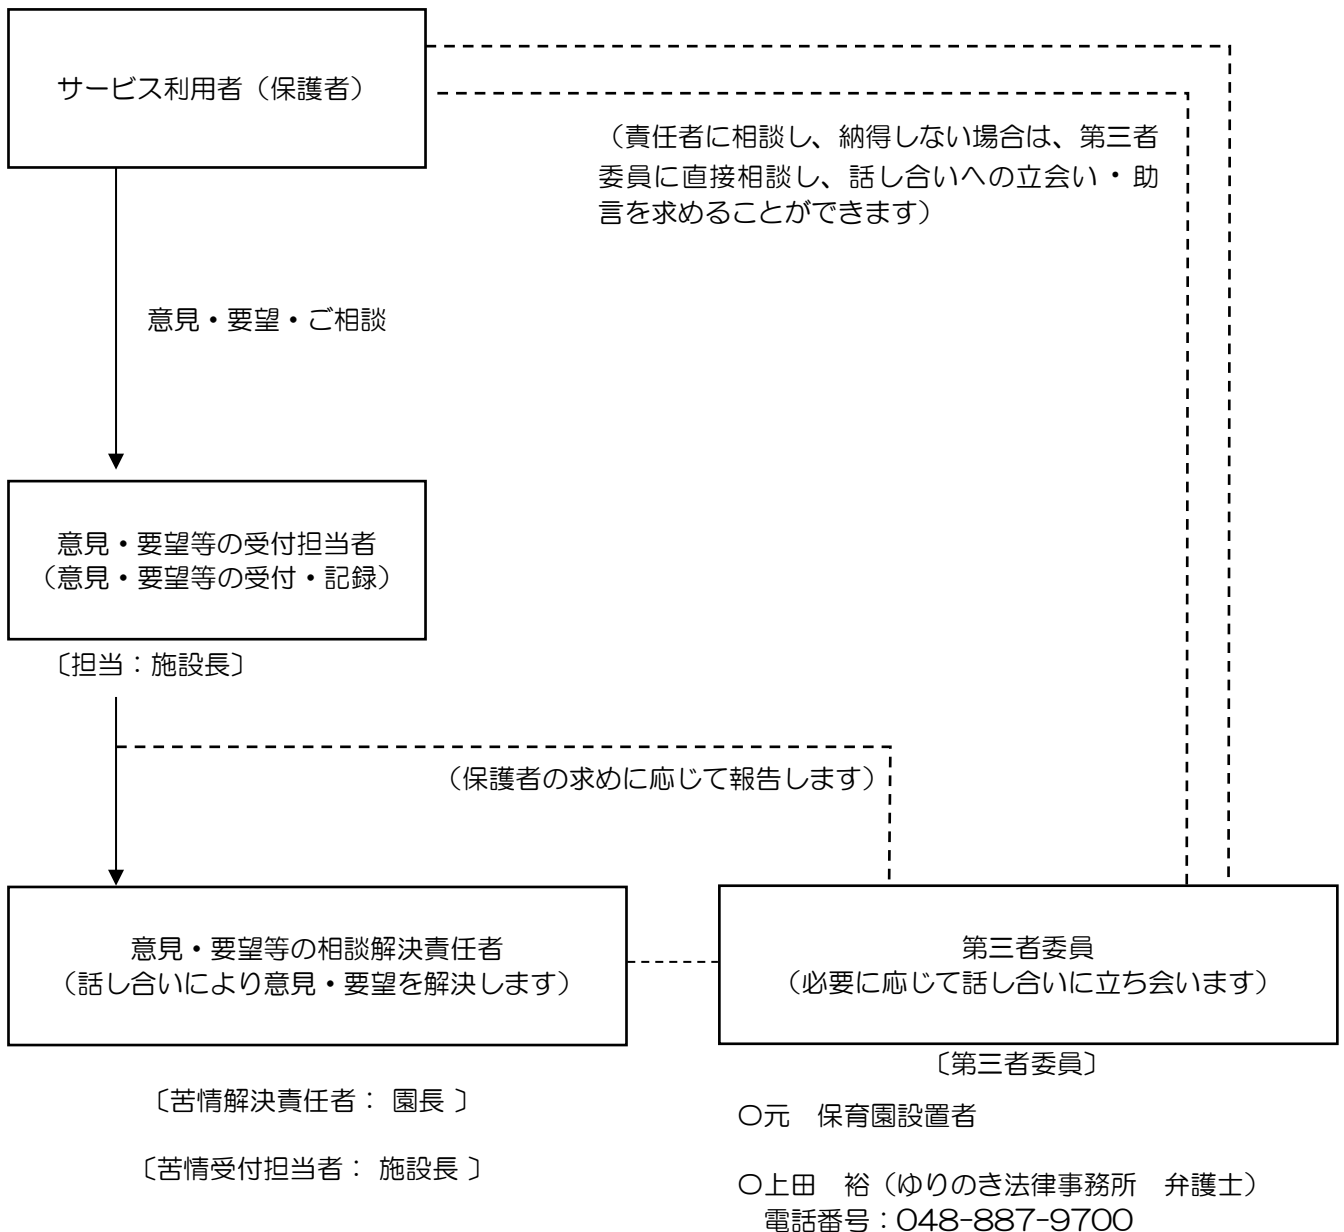 サービス利用者（保護者）
（責任者に相談し、納得しない場合は、第三者
委員に直接相談し、話し合いへの立会い・助
言を求めることができます）
意見・要望・ご相談
意見・要望等の受付担当者
（意見・要望等の受付・記録）
〔担当：施設長〕
（保護者の求めに応じて報告します）
意見・要望等の相談解決責任者
（話し合いにより意見・要望を解決します）
第三者委員
（必要に応じて話し合いに立ち会います）
〔苦情解決責任者： 園長 〕
〔苦情受付担当者： 施設長 〕
〔第三者委員〕
〇元　保育園設置者
〇上田　裕（ゆりのき法律事務所　弁護士）
電話番号：048-887-9700